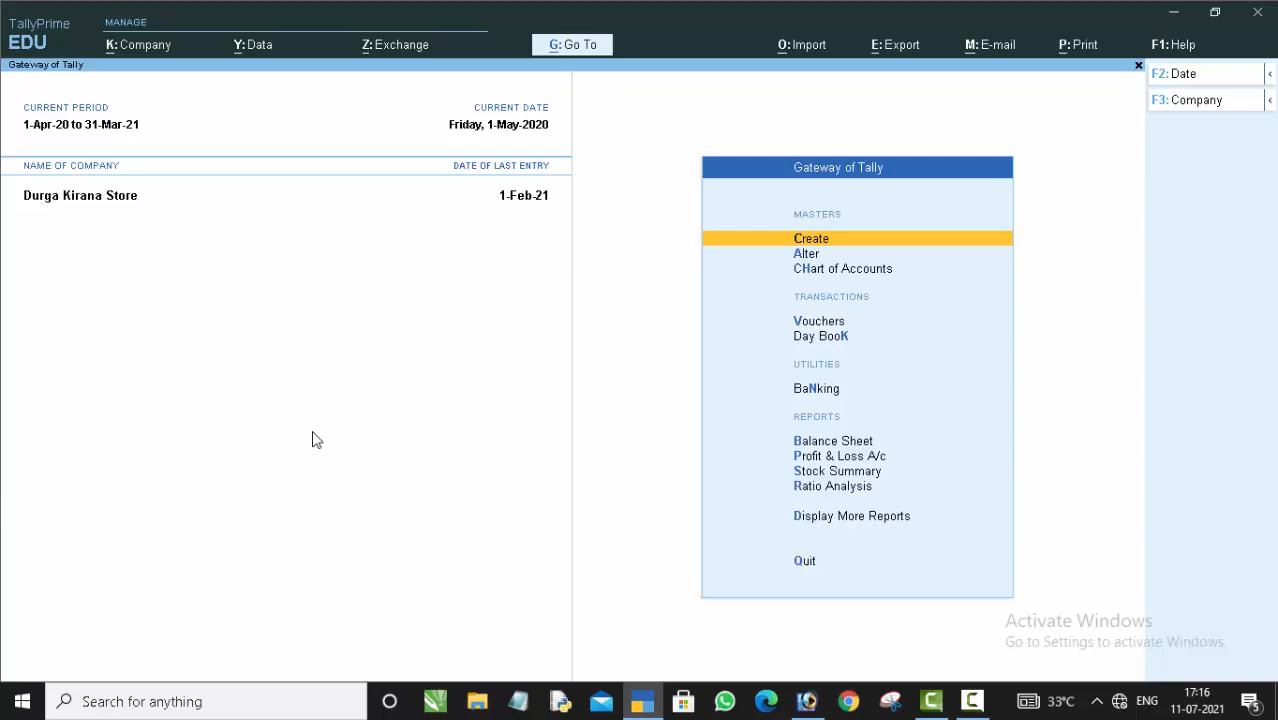 TallyPrime
EDU
MANAGE
K: Company
Y: Data
Z: Exchange
G: Go To
O: Import
E: Export
M: E-mail
P: Print
F1: Help
Gateway of Tally
F2: Date
F3: Company
CURRENT PERIOD
CURRENT DATE
1-Apr-20 to 31-Mar-21
Friday, 1-May-2020
NAME OF COMPANY
DATE OF LAST ENTRY
Durga Kirana Store
1-Feb-21
Gateway of Tally
MASTERS
Create
Alter
CHart of Accounts
TRANSACTIONS
Vouchers
Day BooK
UTILITIES
BaNking
REPORTS
Balance Sheet
Profit & Loss A/c
Stock Summary
Ratio Analysis
Display More Reports
Quit
Activate Windows
Go to Settings to activate Windows.
Search for anything
33°C
ENG
17:16
11-07-2021
5